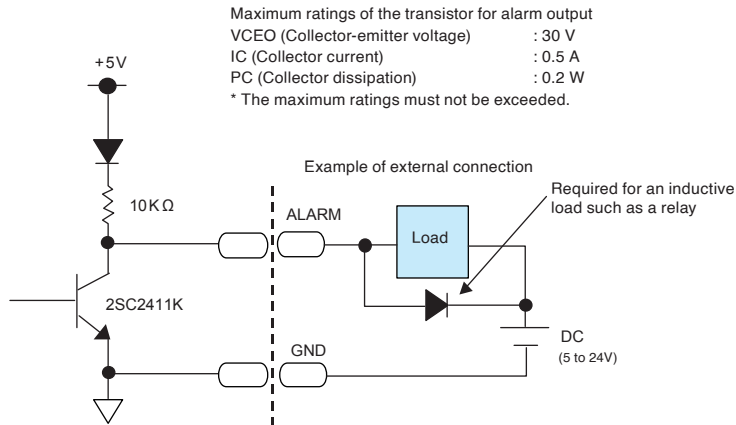 Maximum ratings of the transistor for alarm output
VCEO (Collector-emitter voltage) : 30 V
IC (Collector current) : 0.5 A
PC (Collector dissipation) : 0.2 W
* The maximum ratings must not be exceeded.
+5V
Example of external connection
Required for an inductive
load such as a relay
10KΩ
ALARM
Load
2SC2411K
GND
DC
(5 to 24V)